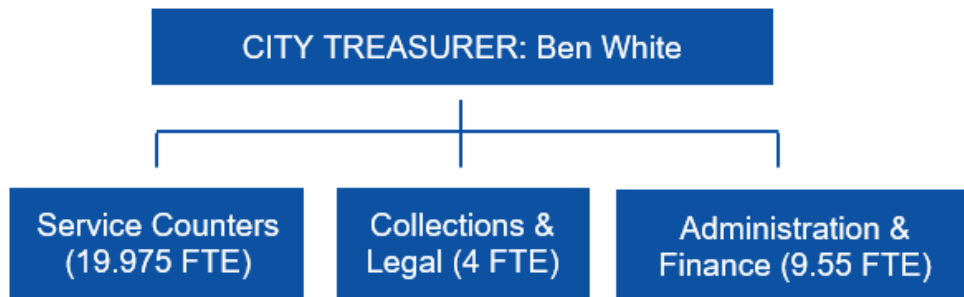 CITY TREASURER: Ben White
Service Counters
(19.975 FTE)
Collections &
Legal (4 FTE)
Administration &
Finance (9.55 FTE)